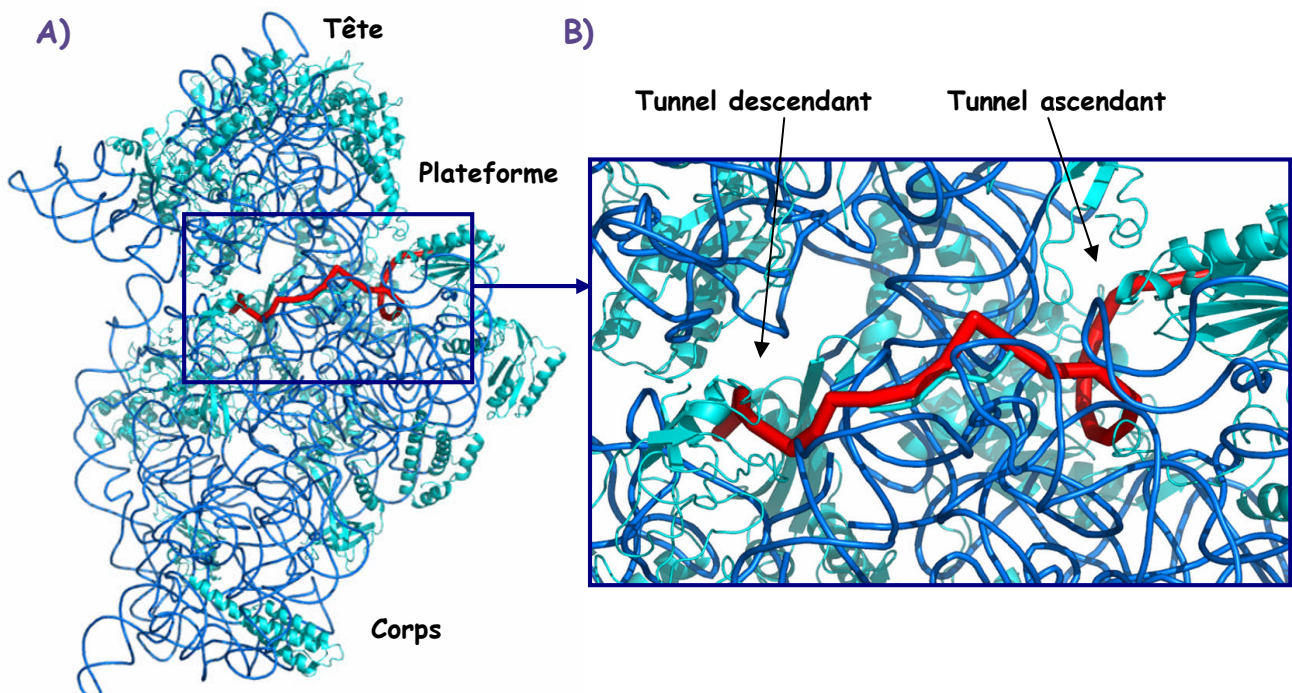 A)
Tête
Plateforme
Corps
B)
Tunnel descendant
Tunnel ascendant